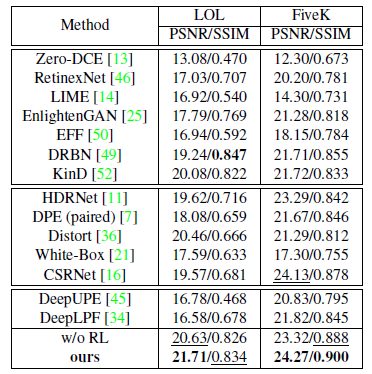 Method LOL FiveK
PSNR/SSIM PSNR/SSIM
Zero-DCE [13] 13.08/0.470 12.30/0.673
RetinexNet [46] 17.03/0.707 20.20/0.781
LIME [14] 16.92/0.540 14.30/0.731
EnlightenGAN [25] 17.79/0.769 21.28/0.818
EFF [50] 16.94/0.592 18.15/0.784
DRBN [49] 19.24/0.847 21.71/0.855
KinD [52] 20.08/0.822 21.72/0.833
HDRNet [11] 19.62/0.716 23.29/0.842
DPE (paired) [7] 18.08/0.659 21.67/0.846
Distort [36] 20.46/0.666 21.29/0.812
White-Box [21] 17.59/0.633 17.30/0.755
CSRNet [16] 19.57/0.681 24.13/0.878
DeepUPE [45] 16.78/0.468 20.83/0.795
DeepLPF [34] 16.58/0.678 21.82/0.845
w/o RL 20.63/0.826 23.32/0.888
ours 21.71/0.834 24.27/0.900